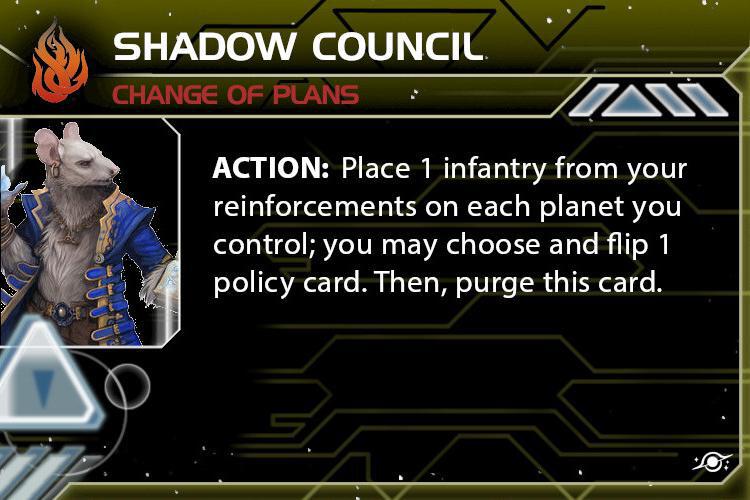 SHADOW COUNCIL
CHANGE OF PLANS
ACTION: Place 1 infantry from your
reinforcements on each planet you
control; you may choose and flip 1
policy card. Then, purge this card.